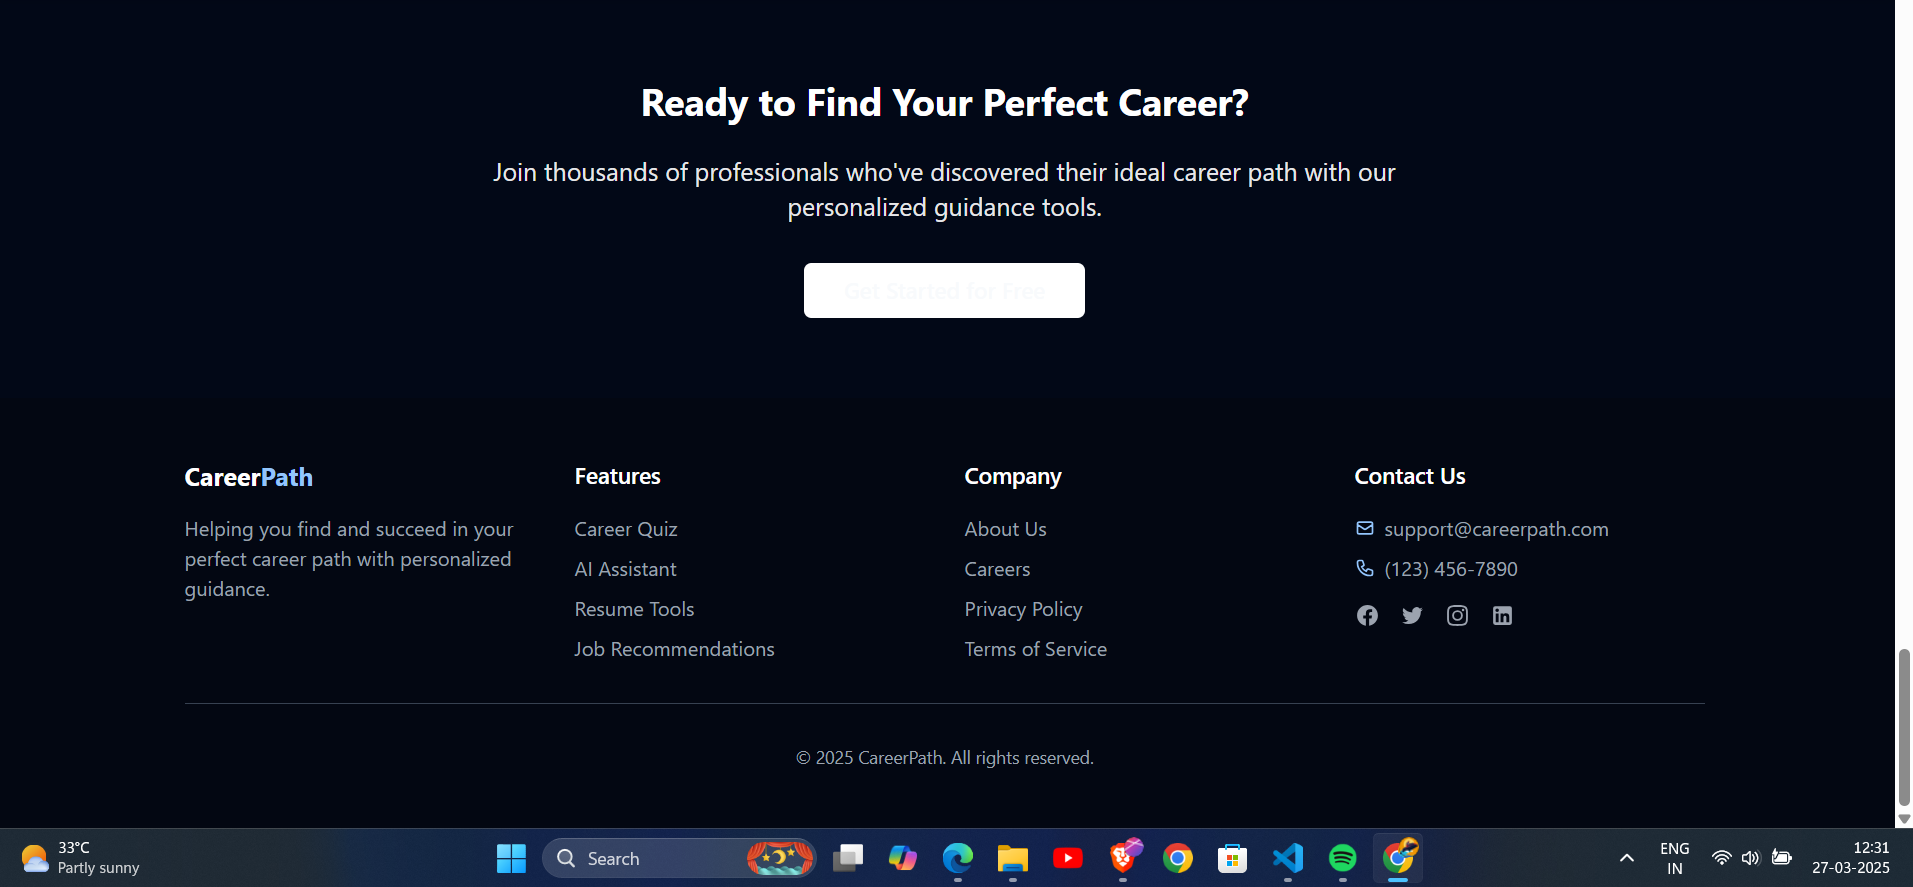 Ready to Find Your Perfect Career?
Join thousands of professionals who've discovered their ideal career path with our
personalized guidance tools.
Get Started for Free
CareerPath
Helping you find and succeed in your
perfect career path with personalized
guidance.
Features
Career Quiz
AI Assistant
Resume Tools
Job Recommendations
Company
About Us
Careers
Privacy Policy
Terms of Service
Contact Us
support@careerpath.com
(123) 456-7890
© 2025 CareerPath. All rights reserved.
33°C
Partly sunny
Search
ENG
IN
12:31
27-03-2025